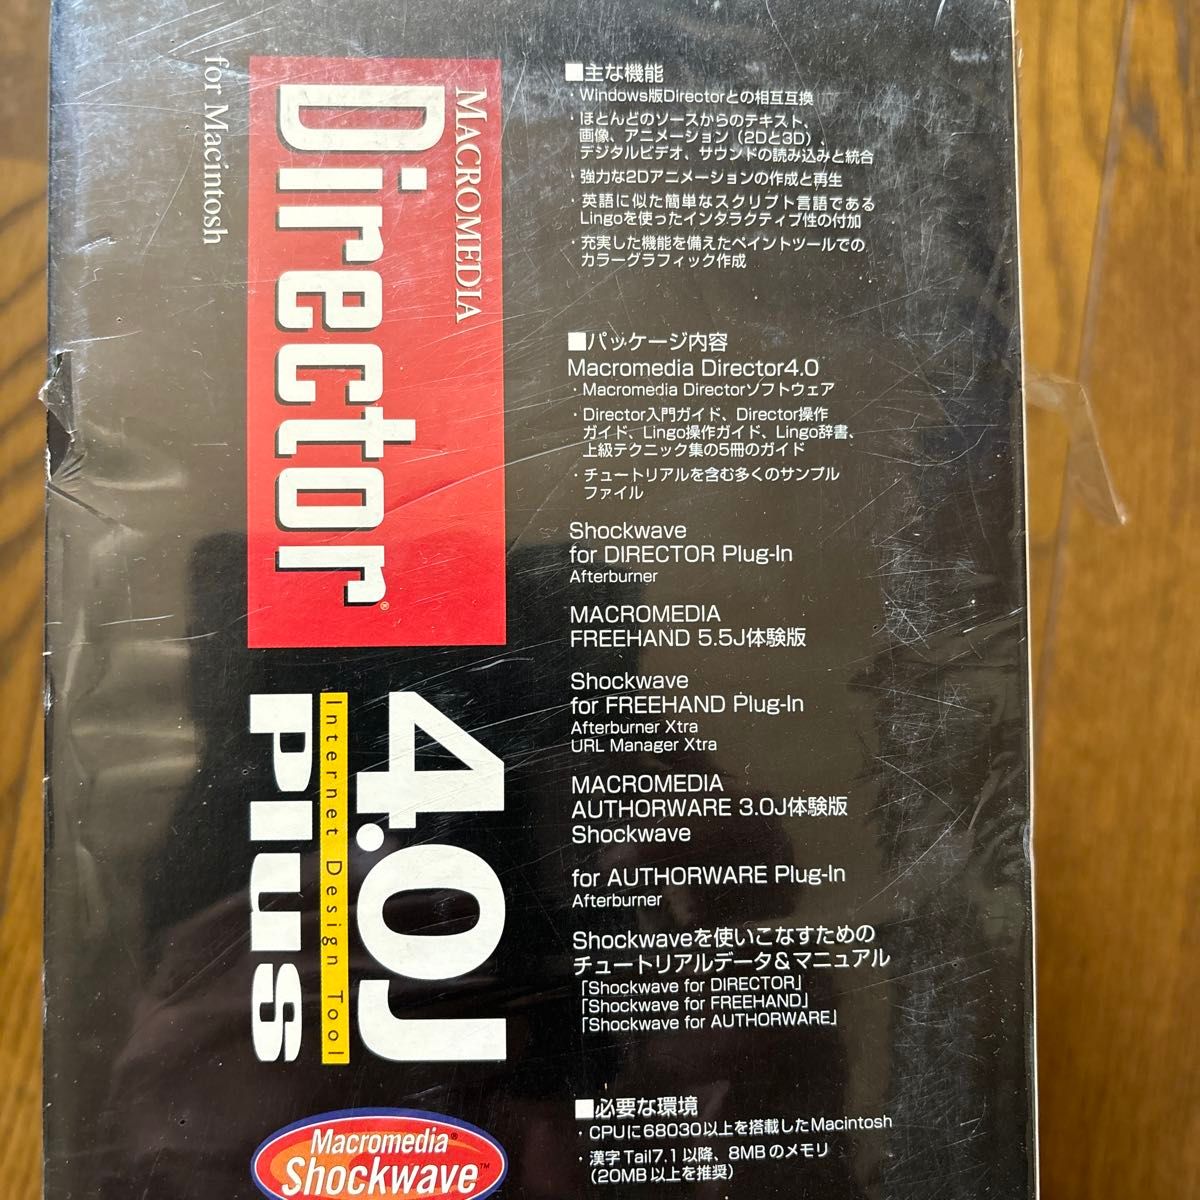 MACROMEDIA
Director®
for Macintosh
4.0J
Internet Design Tool
Plus
Macromedia®
Shockwave™
■主な機能
・Windows版Directorとの相互互換
・ほとんどのソースからのテキスト、
画像、アニメーション（2Dと3D）、
デジタルビデオ、サウンドの読み込みと統合
・強力な2Dアニメーションの作成と再生
・英語に似た簡単なスクリプト言語である
Lingoを使ったインタラクティブ性の付加
・充実した機能を備えたペイントツールでの
カラーグラフィック作成
■パッケージ内容
Macromedia Director4.0
・Macromedia Directorソフトウェア
・Director入門ガイド、Director操作
ガイド、Lingo操作ガイド、Lingo辞書、
上級テクニック集の5冊のガイド
・チュートリアルを含む多くのサンプル
ファイル
Shockwave
for DIRECTOR Plug-In
Afterburner
MACROMEDIA
FREEHAND 5.5J体験版
Shockwave
for FREEHAND Plug-In
Afterburner Xtra
URL Manager Xtra
MACROMEDIA
AUTHORWARE 3.0J体験版
Shockwave
for AUTHORWARE Plug-In
Afterburner
Shockwaveを使いこなすための
チュートリアルデータ&マニュアル
「Shockwave for DIRECTOR」
「Shockwave for FREEHAND」
「Shockwave for AUTHORWARE」
■必要な環境
・CPUに68030以上を搭載したMacintosh
・漢字Talk7.1以降、8MBのメモリ
（20MB以上を推奨）